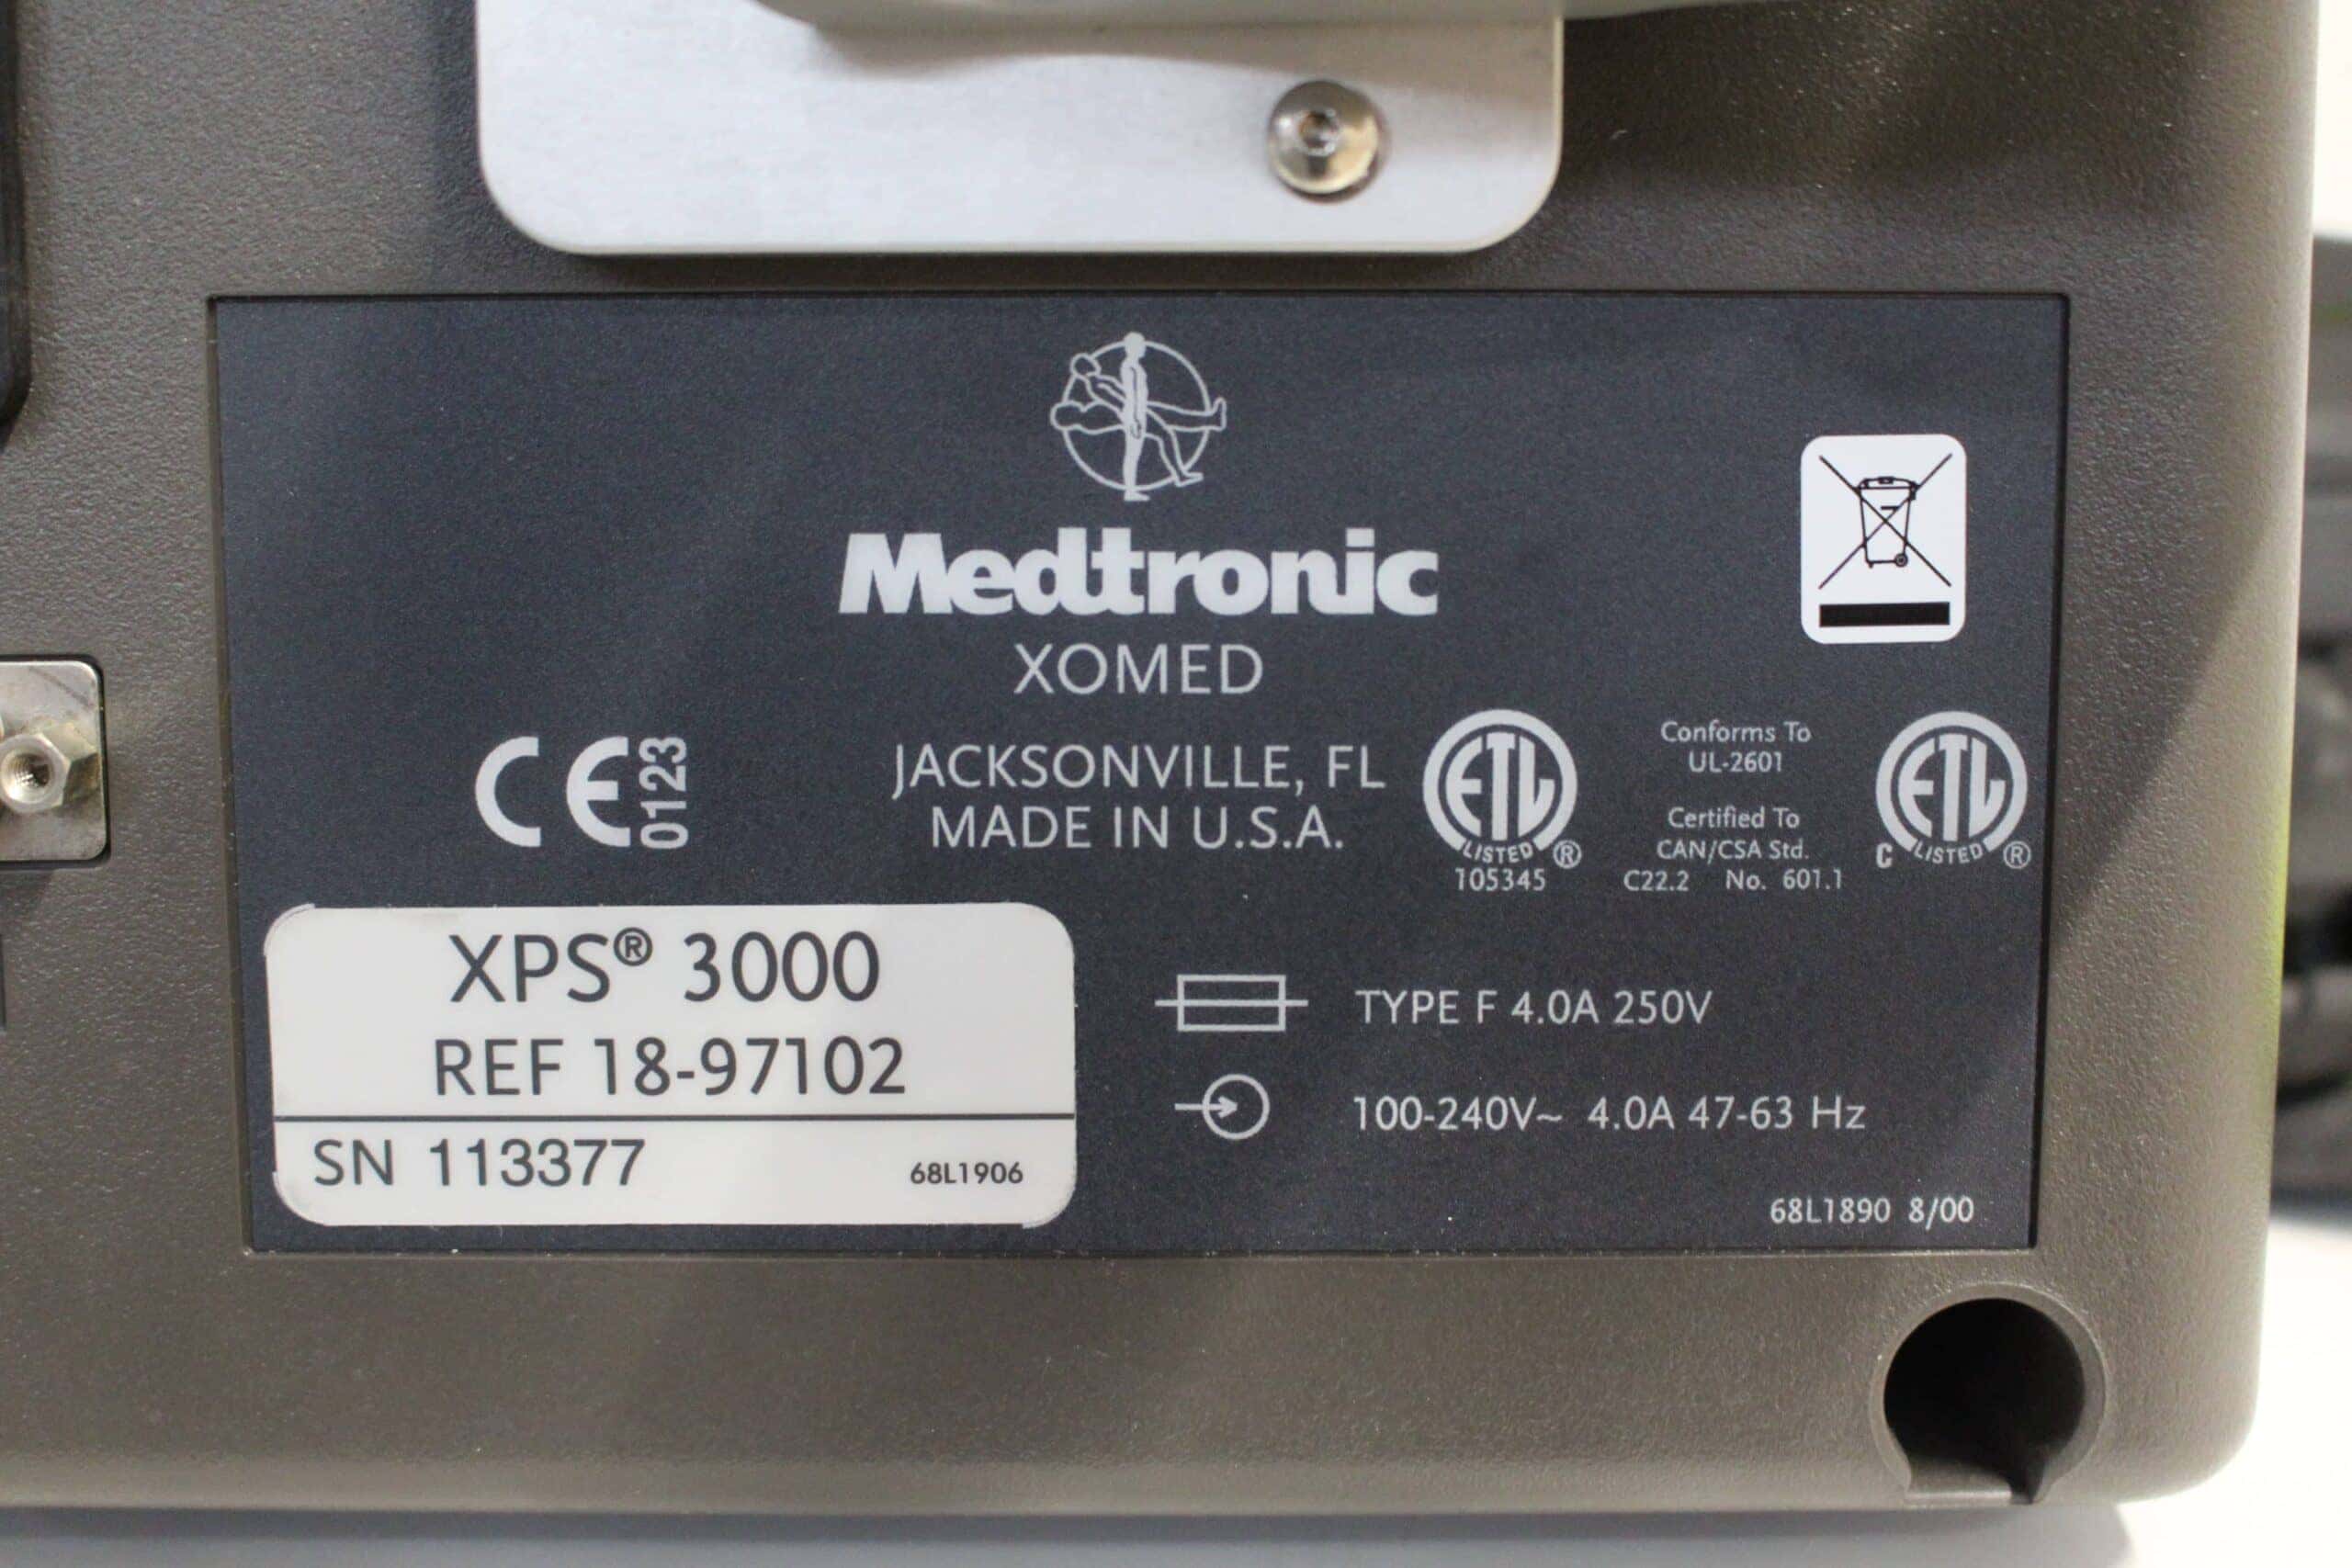 Medtronic
XOMED
JACKSONVILLE, FL
MADE IN U.S.A.
CE 0123
ETL
LISTED ®
105345
Conforms To
UL-2601
Certified To
CAN/CSA Std.
C22.2 No. 601.1
ETL
C LISTED ®
XPS® 3000
REF 18-97102
SN 113377
68L1906
TYPE F 4.0A 250V
100-240V~ 4.0A 47-63 Hz
68L1890 8/00